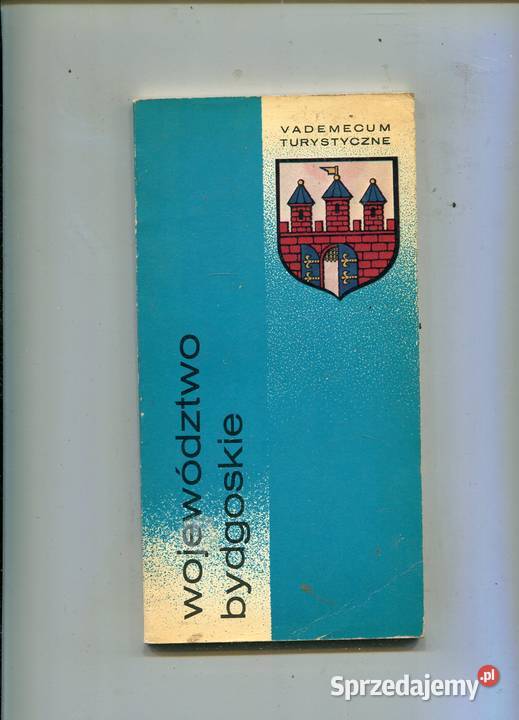 VADEMECUM
TURYSTYCZNE
województwo
bydgoskie
Sprzedajemy.pl